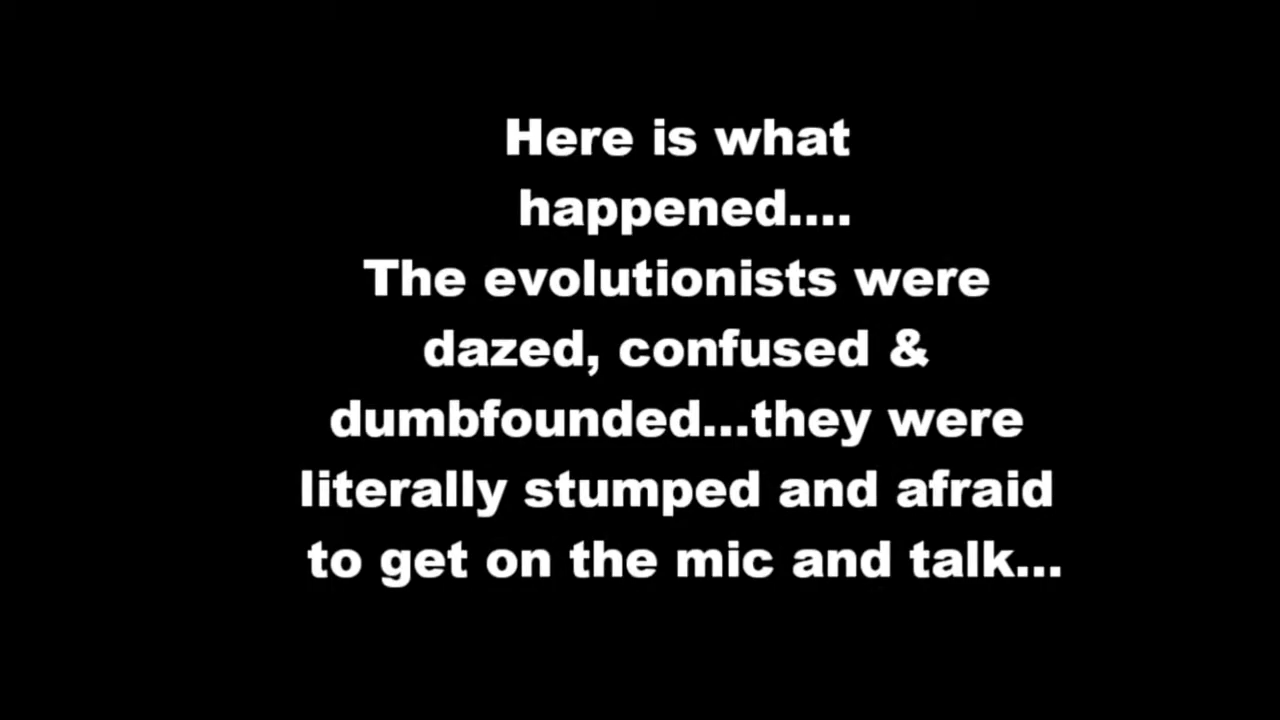 Here is what
happened....
The evolutionists were
dazed, confused &
dumbfounded...they were
literally stumped and afraid
to get on the mic and talk...